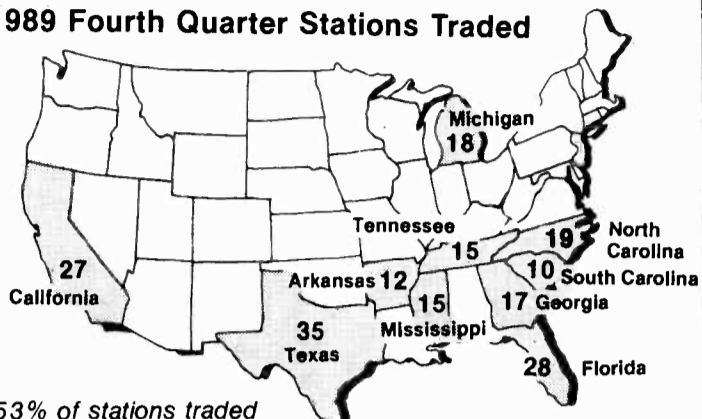 989 Fourth Quarter Stations Traded
Michigan
18
Tennessee
15
19 North
Carolina
27
California
Arkansas 12
10 South Carolina
15
Mississippi
17 Georgia
35
Texas
28 Florida
53% of stations traded